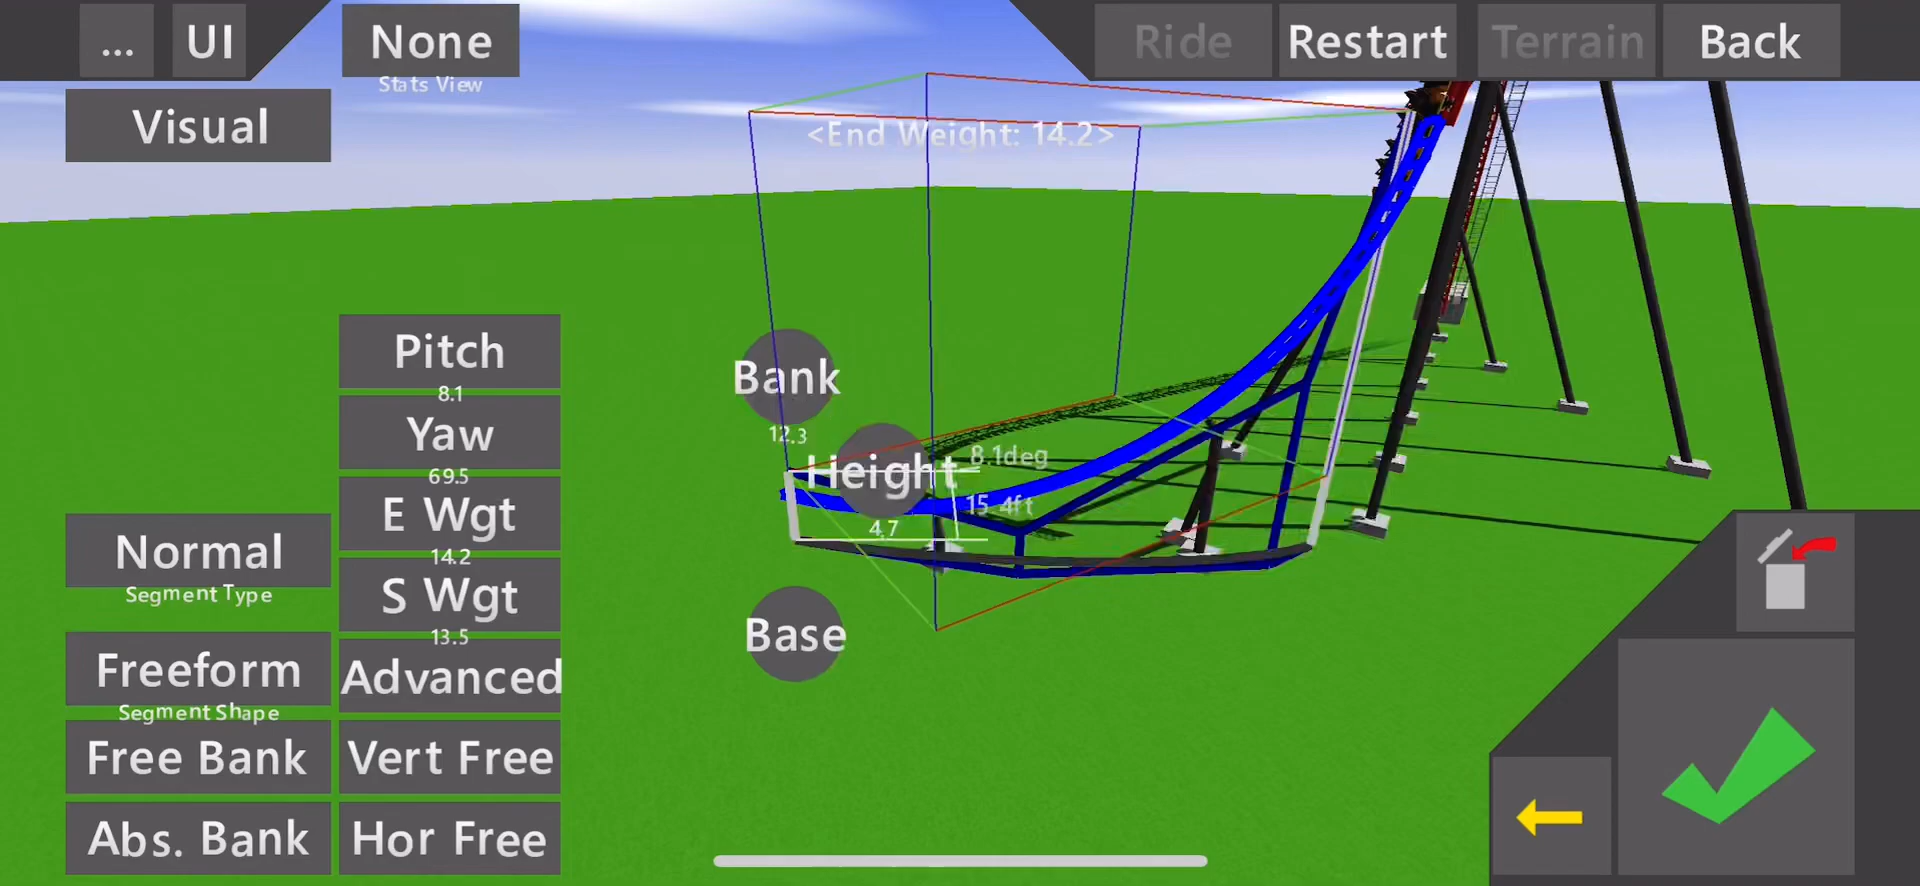 ...
UI
None
Stats View
Ride
Restart
Terrain
Back
Visual
<End Weight: 14.2>
Pitch
8.1
Yaw
69.5
E Wgt
14.2
S Wgt
13.5
Advanced
Vert Free
Hor Free
Normal
Segment Type
Freeform
Segment Shape
Free Bank
Abs. Bank
Bank
12.3
Height
4.7
8.1deg
15.4ft
Base